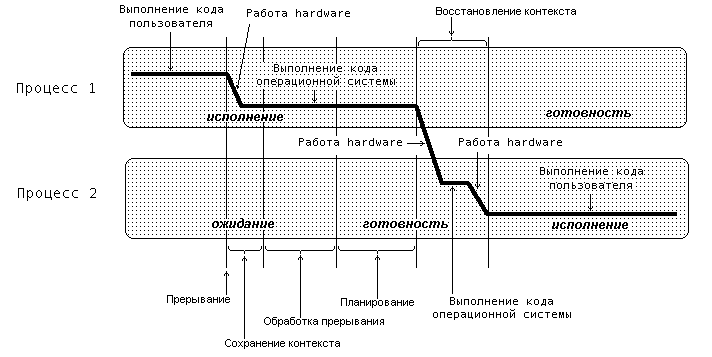 Выполнение кода
пользователя
Работа hardware
Восстановление контекста
Процесс 1
Выполнение кода
операционной системы
исполнение
готовность
Работа hardware
Работа hardware
Процесс 2
Выполнение кода
пользователя
ожидание
готовность
исполнение
Прерывание
Планирование
Выполнение кода
операционной системы
Обработка прерывания
Сохранение контекста